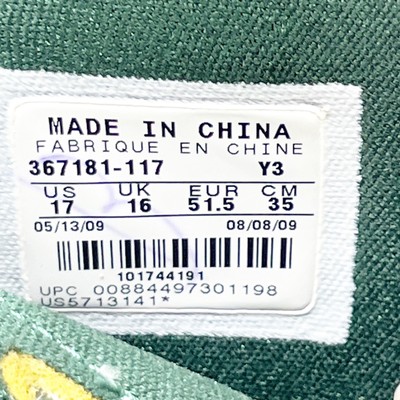 MADE IN CHINA
FABRIQUE EN CHINE
367181-117 Y3
US UK EUR CM
17 16 51.5 35
05/13/09 08/08/09
101744191
UPC 00884497301198
US5713141*